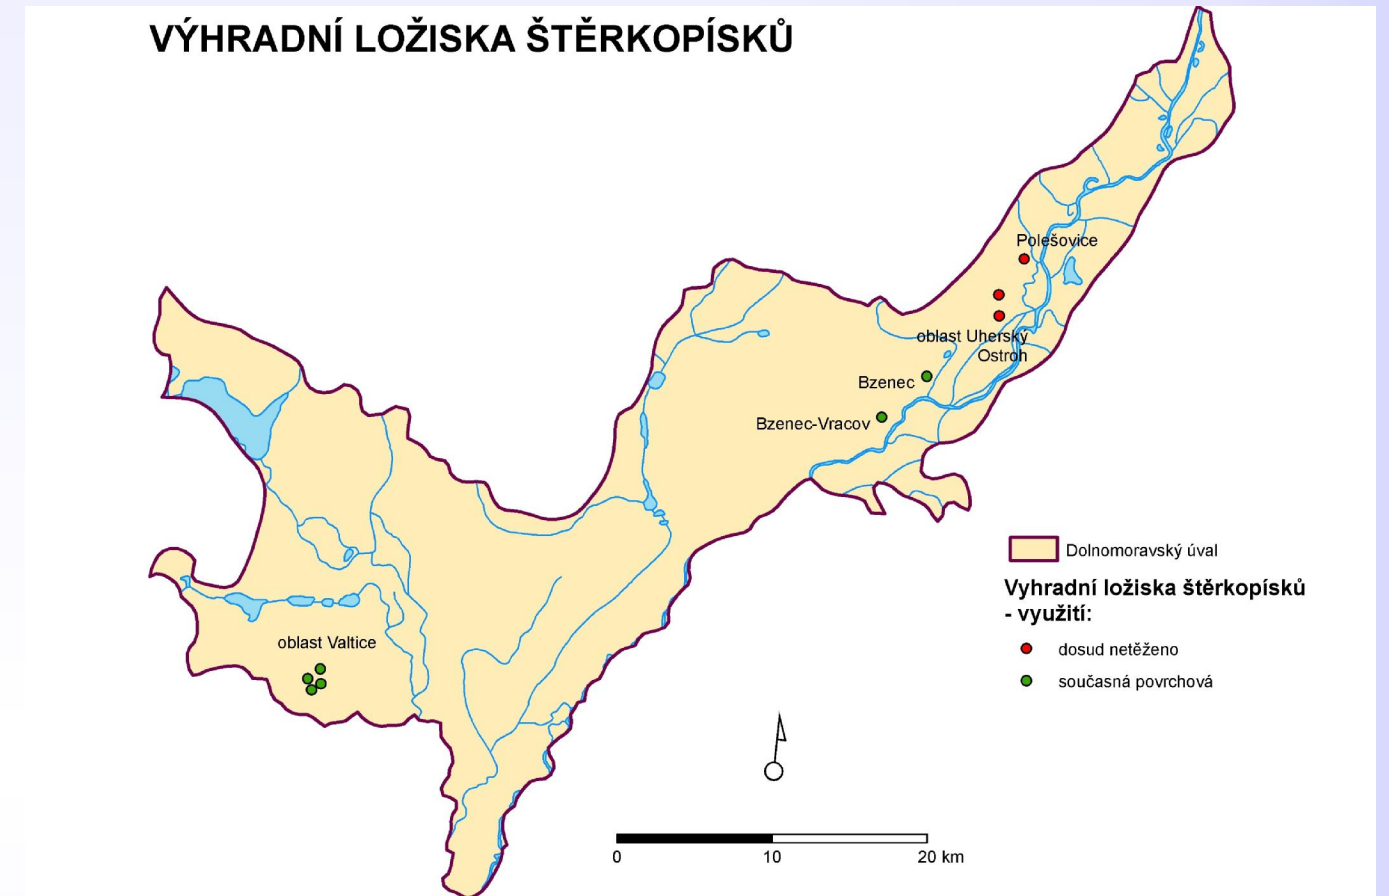 VÝHRADNÍ LOŽISKA ŠTĚRKOPÍSKŮ
Polešovice
oblast Uherský
Ostroh
Bzenec
Bzenec-Vracov
oblast Valtice
Dolnomoravský úval
Vyhradní ložiska štěrkopísků
- využití:
dosud netěženo
současná povrchová
0 10 20 km